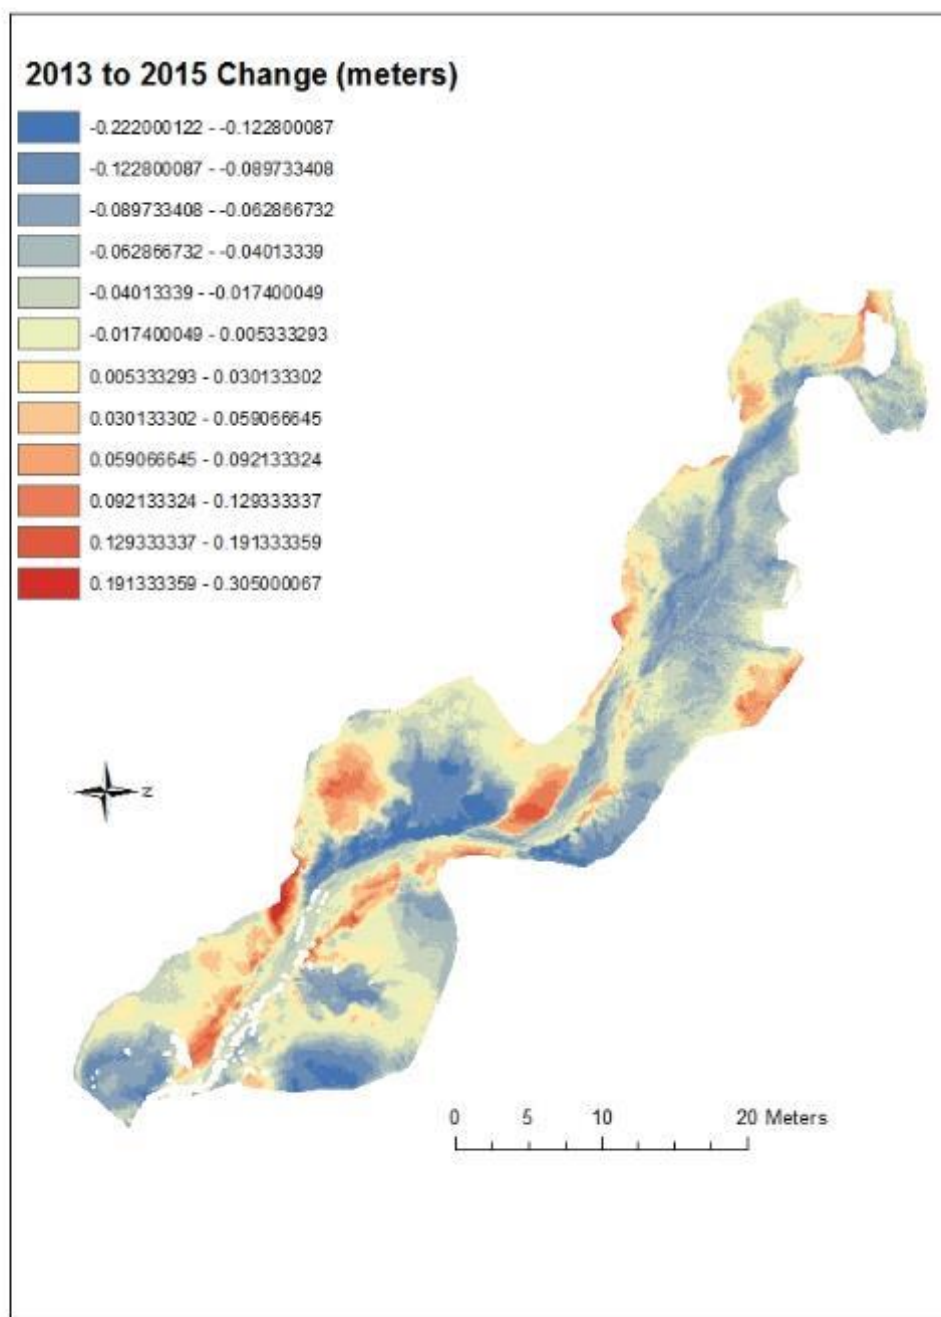 2013 to 2015 Change (meters)
-0.222000122 - -0.122800087
-0.122800087 - -0.089733408
-0.089733408 - -0.062866732
-0.062866732 - -0.04013339
-0.04013339 - -0.017400049
-0.017400049 - 0.005333293
0.005333293 - 0.030133302
0.030133302 - 0.059066645
0.059066645 - 0.092133324
0.092133324 - 0.129333337
0.129333337 - 0.191333359
0.191333359 - 0.305000067
N
0 5 10 20 Meters